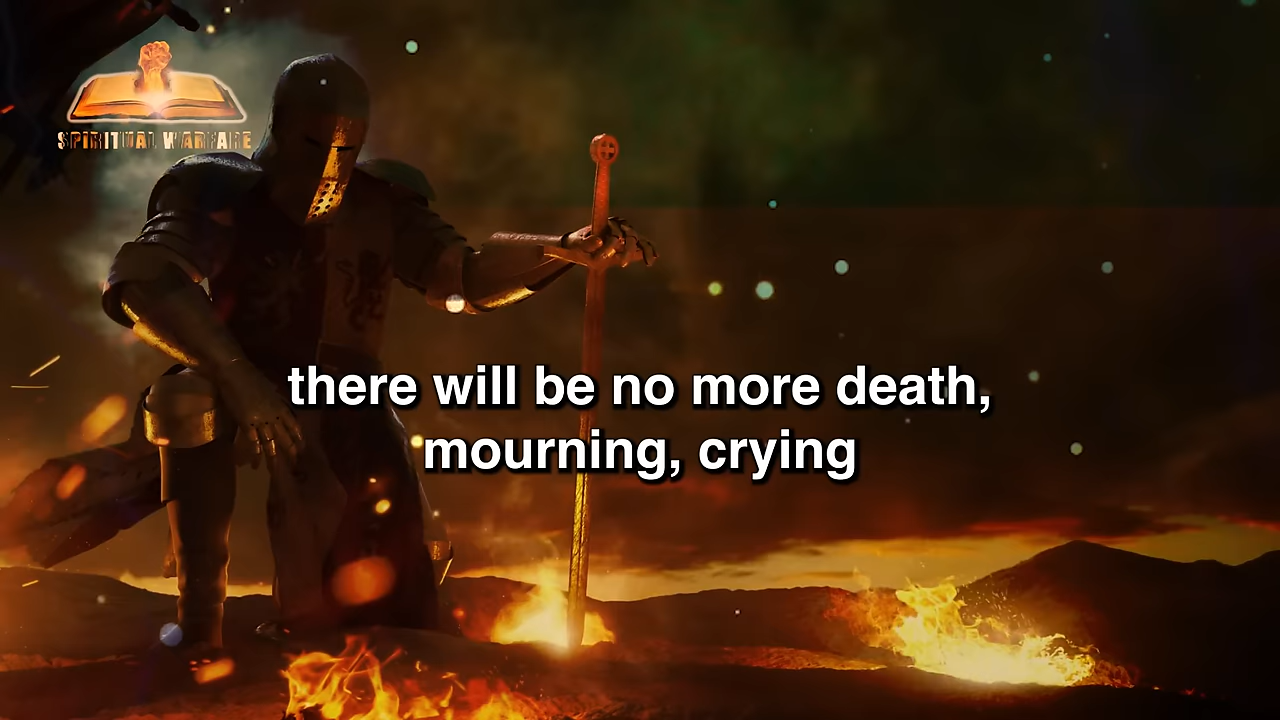 SPIRITUAL WARFARE
there will be no more death,
mourning, crying